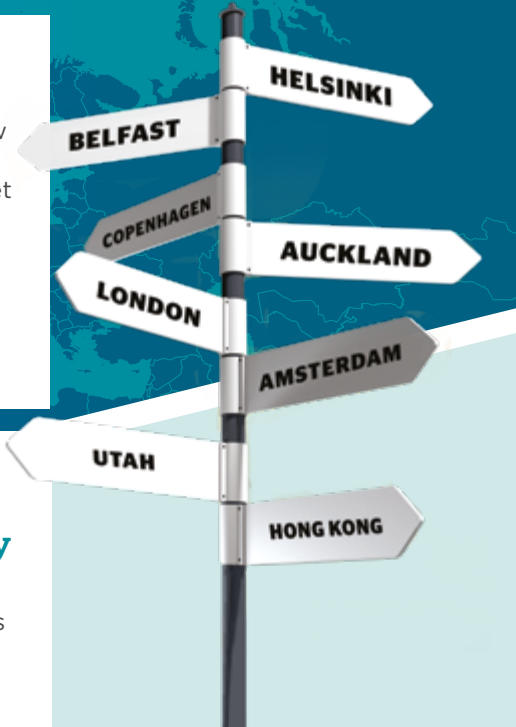 HELSINKI
BELFAST
COPENHAGEN
AUCKLAND
LONDON
AMSTERDAM
UTAH
HONG KONG